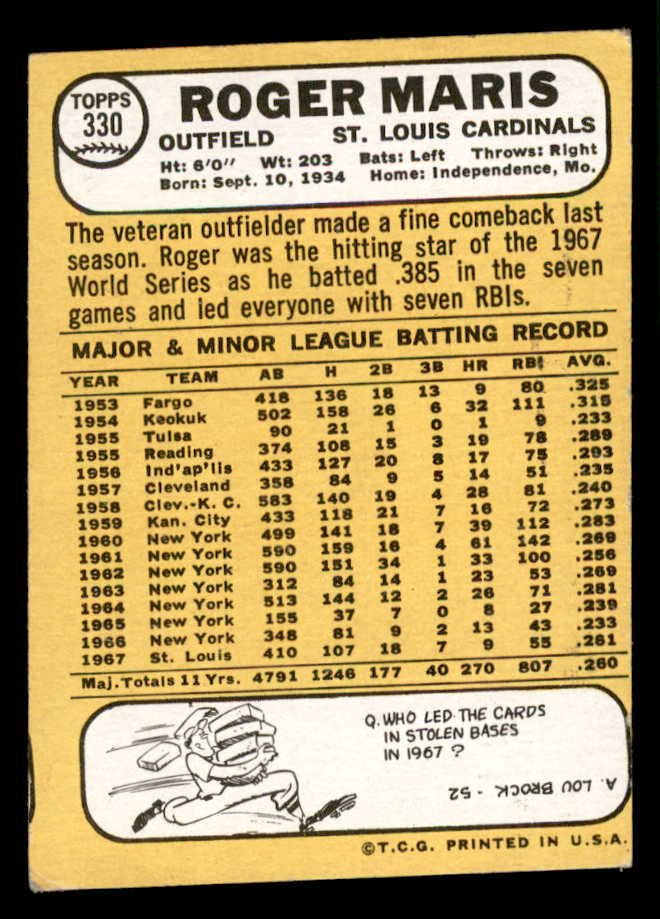 TOPPS
330
ROGER MARIS
OUTFIELD ST. LOUIS CARDINALS
Ht: 6'0" Wt: 203 Bats: Left Throws: Right
Born: Sept. 10, 1934 Home: Independence, Mo.
The veteran outfielder made a fine comeback last
season. Roger was the hitting star of the 1967
World Series as he batted .385 in the seven
games and led everyone with seven RBIs.
MAJOR & MINOR LEAGUE BATTING RECORD
YEAR TEAM AB H 2B 3B HR RBI AVG.
1953 Fargo 418 136 18 13 9 80 .325
1954 Keokuk 502 158 26 6 32 111 .315
1955 Tulsa 90 21 1 0 1 9 .233
1955 Reading 374 108 15 3 19 78 .289
1956 Ind'ap'lis 433 127 20 8 17 75 .293
1957 Cleveland 358 84 9 5 14 51 .235
1958 Clev.-K. C. 583 140 19 4 28 81 .240
1959 Kan. City 433 118 21 7 16 72 .273
1960 New York 499 141 18 7 39 112 .283
1961 New York 590 159 16 4 61 142 .269
1962 New York 590 151 34 1 33 100 .256
1963 New York 312 84 14 1 23 53 .269
1964 New York 513 144 12 2 26 71 .281
1965 New York 155 37 7 0 8 27 .239
1966 New York 348 81 9 2 13 43 .233
1967 St. Louis 410 107 18 7 9 55 .261
Maj. Totals 11 Yrs. 4791 1246 177 40 270 807 .260
Q. WHO LED THE CARDS
IN STOLEN BASES
IN 1967 ?
A. LOU BROCK - 52
©T.C.G. PRINTED IN U.S.A.